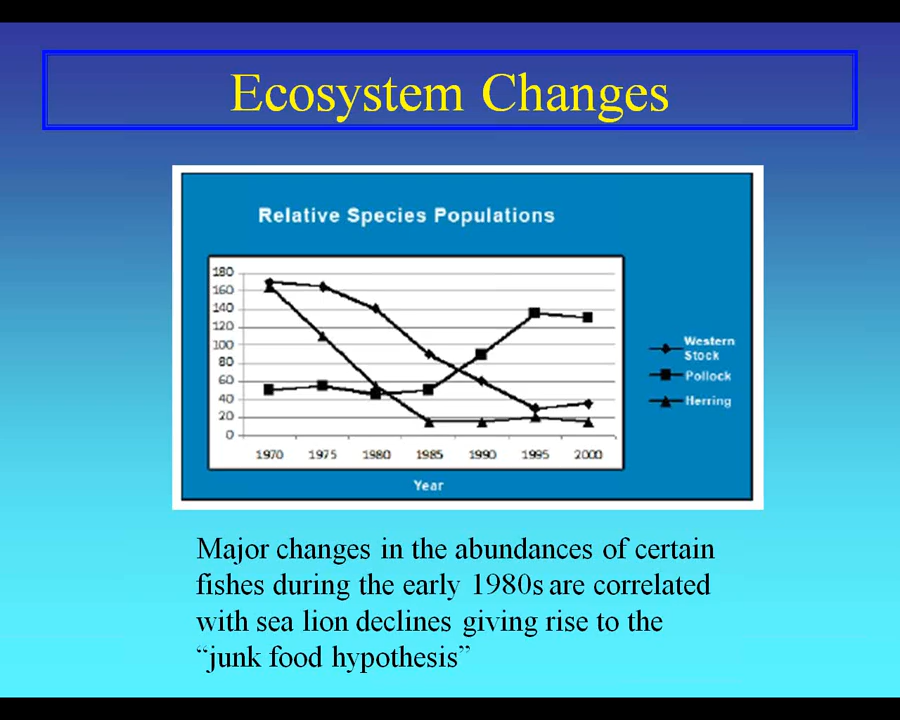 Ecosystem Changes
Relative Species Populations
180
160
140
120
100
80
60
40
20
0
1970 1975 1980 1985 1990 1995 2000
Year
Western
Stock
Pollock
Herring
Major changes in the abundances of certain
fishes during the early 1980s are correlated
with sea lion declines giving rise to the
“junk food hypothesis”